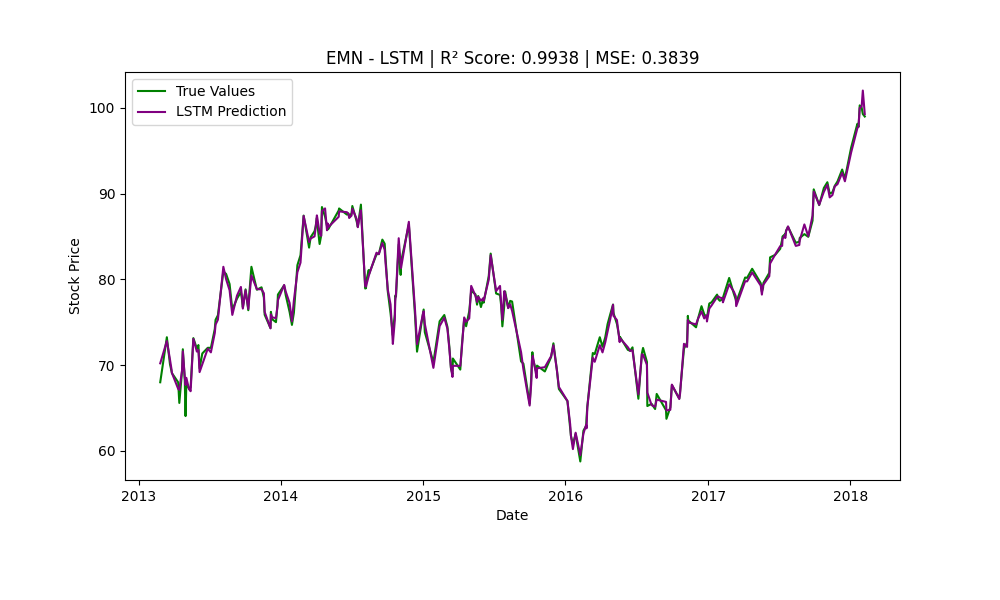 EMN - LSTM | R² Score: 0.9938 | MSE: 0.3839
True Values
LSTM Prediction
100
90
80
70
60
Stock Price
2013 2014 2015 2016 2017 2018
Date